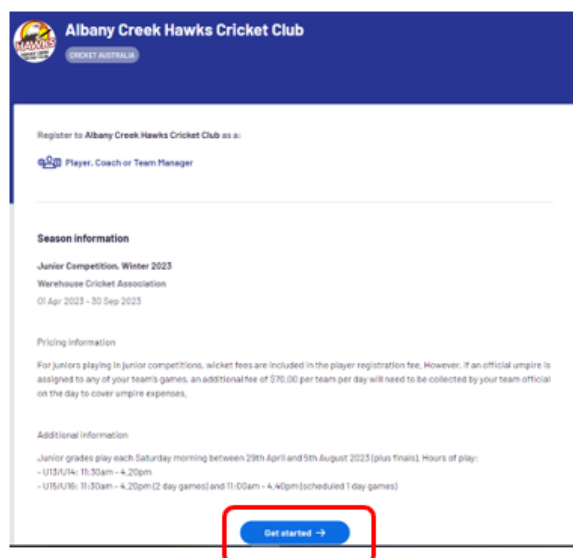 Albany Creek Hawks Cricket Club
HAWKS
CRICKET AUSTRALIA
Register to Albany Creek Hawks Cricket Club as a:
Player, Coach or Team Manager
Season information
Junior Competition, Winter 2023
Warehouse Cricket Association
01 Apr 2023 - 30 Sep 2023
Pricing information
For juniors playing in junior competitions, wicket fees are included in the player registration fee. However, if an official umpire is
assigned to any of your team's games, an additional fee of $70.00 per team per day will need to be collected by your team official
on the day to cover umpire expenses.
Additional information
Junior grades play each Saturday morning between 29th April and 5th August 2023 (plus finals). Hours of play:
- U13/U14: 11:30am - 4.20pm
- U15/U16: 11:30am - 4.20pm (2 day games) and 11:00am - 4.40pm (scheduled 1 day games)
Get started →